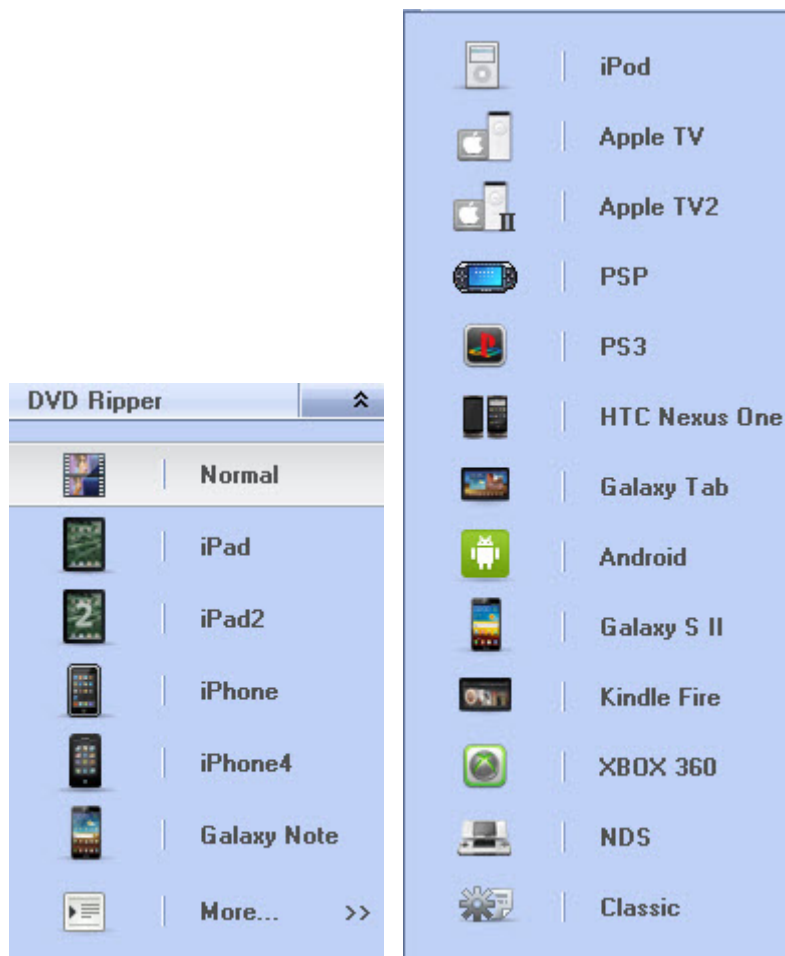 DVD Ripper
Normal
iPad
iPad2
iPhone
iPhone4
Galaxy Note
More... >>
iPod
Apple TV
Apple TV2
PSP
PS3
HTC Nexus One
Galaxy Tab
Android
Galaxy S II
Kindle Fire
XBOX 360
NDS
Classic